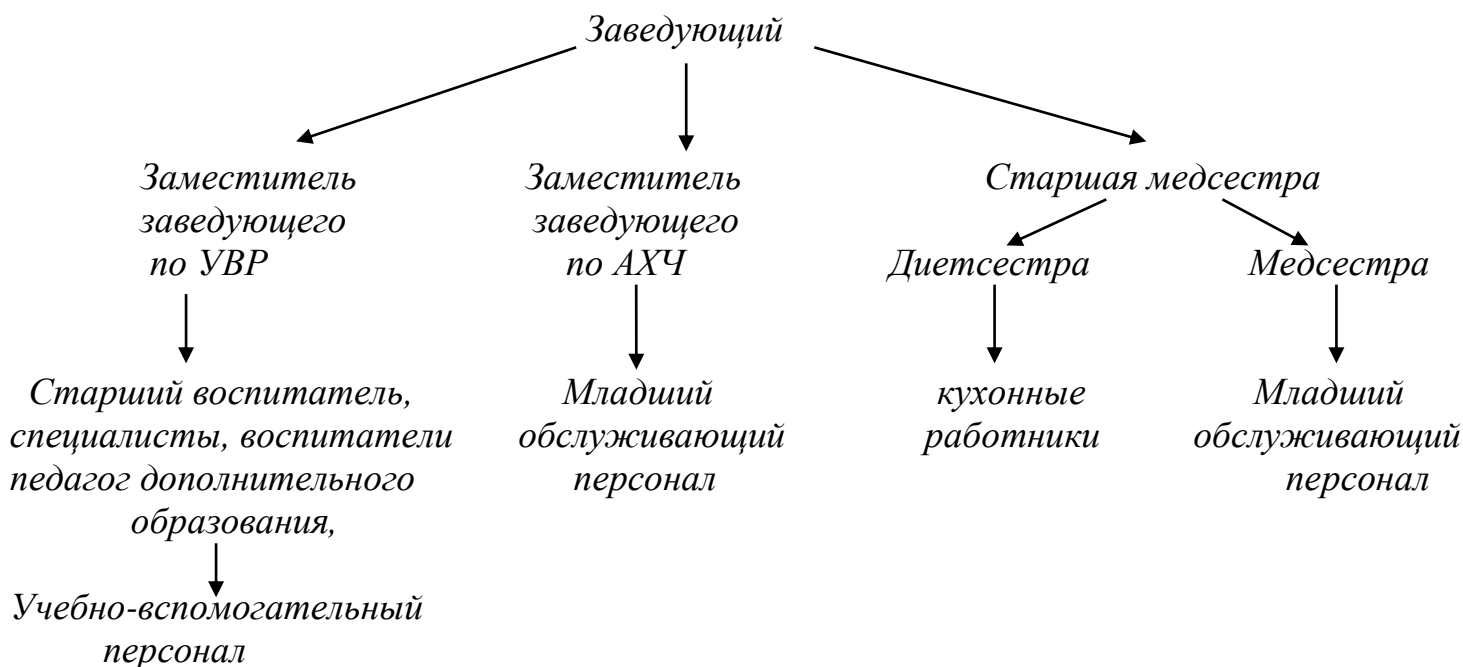 Заведующий
Заместитель
заведующего
по УВР
Заместитель
заведующего
по АХЧ
Старшая медсестра
Диетсестра
Медсестра
Старший воспитатель,
специалисты, воспитатели
педагог дополнительного
образования,
Младший
обслуживающий
персонал
кухонные
работники
Младший
обслуживающий
персонал
Учебно-вспомогательный
персонал